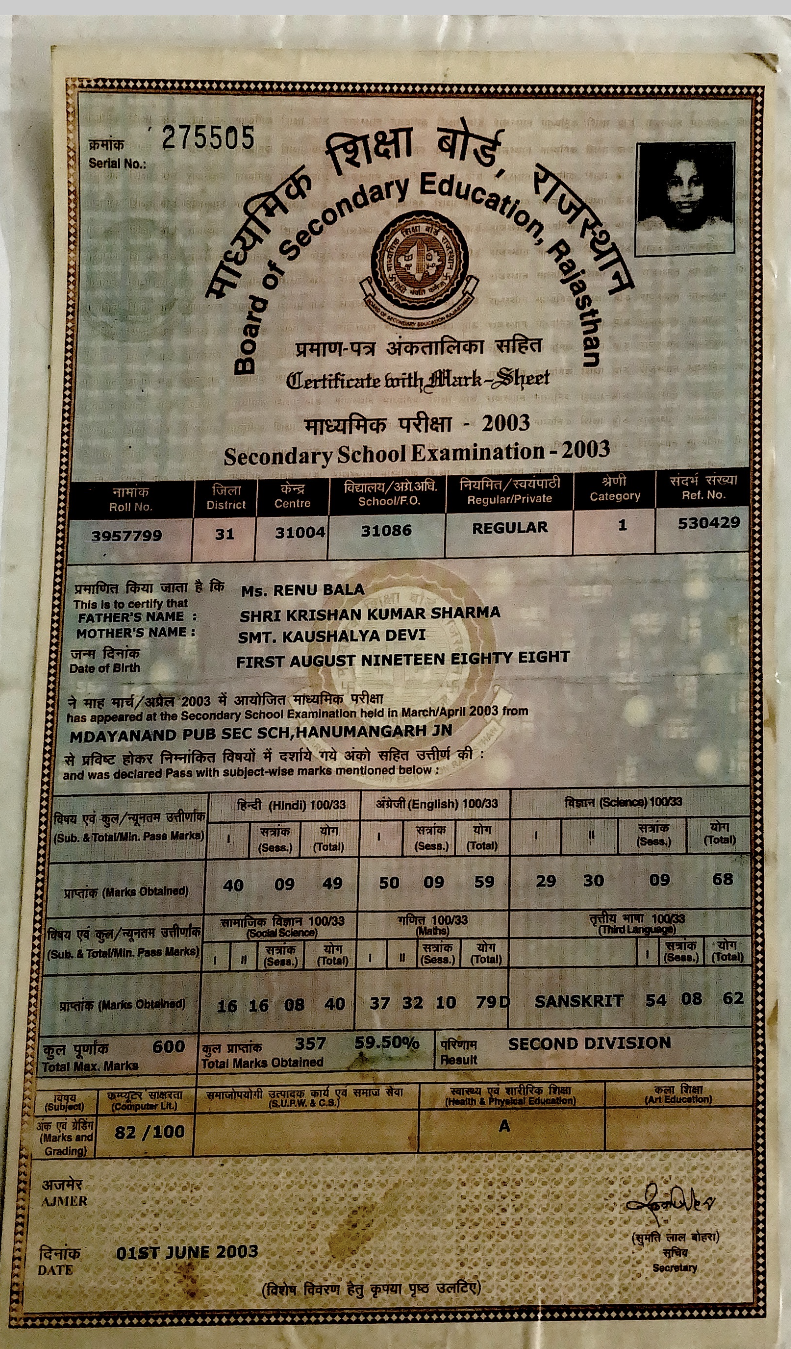 क्रमांक 275505
Serial No.:
माध्यमिक शिक्षा बोर्ड, राजस्थान
Board of Secondary Education, Rajasthan
प्रमाण-पत्र अंकतालिका सहित
Certificate with Mark-Sheet
माध्यमिक परीक्षा - 2003
Secondary School Examination - 2003
नामांक जिला केन्द्र विद्यालय/अग्रे.अधि. नियमित/स्वयंपाठी श्रेणी संदर्भ संख्या
Roll No. District Centre School/F.O. Regular/Private Category Ref. No.
3957799 31 31004 31086 REGULAR 1 530429
प्रमाणित किया जाता है कि Ms. RENU BALA
This is to certify that
FATHER'S NAME : SHRI KRISHAN KUMAR SHARMA
MOTHER'S NAME : SMT. KAUSHALYA DEVI
जन्म दिनांक FIRST AUGUST NINETEEN EIGHTY EIGHT
Date of Birth
ने माह मार्च/अप्रेल 2003 में आयोजित माध्यमिक परीक्षा
has appeared at the Secondary School Examination held in March/April 2003 from
MDAYANAND PUB SEC SCH,HANUMANGARH JN
से प्रविष्ट होकर निम्नांकित विषयों में दर्शाये गये अंको सहित उत्तीर्ण की :
and was declared Pass with subject-wise marks mentioned below :
विषय एवं कुल/न्यूनतम उत्तीर्णांक हिन्दी (Hindi) 100/33 अंग्रेजी (English) 100/33 विज्ञान (Science) 100/33
(Sub. & Total/Min. Pass Marks) I सत्रांक (Sess.) योग (Total) I सत्रांक (Sess.) योग (Total) I II सत्रांक (Sess.) योग (Total)
प्राप्तांक (Marks Obtained) 40 09 49 50 09 59 29 30 09 68
विषय एवं कुल/न्यूनतम उत्तीर्णांक सामाजिक विज्ञान 100/33 गणित 100/33 तृतीय भाषा 100/33
(Social Science) (Maths) (Third Language)
(Sub. & Total/Min. Pass Marks) I II सत्रांक (Sess.) योग (Total) I II सत्रांक (Sess.) योग (Total) I सत्रांक (Sess.) योग (Total)
प्राप्तांक (Marks Obtained) 16 16 08 40 37 32 10 79D SANSKRIT 54 08 62
कुल पूर्णांक 600 कुल प्राप्तांक 357 59.50% परिणाम SECOND DIVISION
Total Max. Marks Total Marks Obtained Result
विषय कम्प्यूटर साक्षरता समाजोपयोगी उत्पादक कार्य एवं समाज सेवा स्वास्थ्य एवं शारीरिक शिक्षा कला शिक्षा
(Subject) (Computer Lit.) (S.U.P.W. & C.S.) (Health & Physical Education) (Art Education)
अंक एवं ग्रेडिंग 82 /100 A
(Marks and
Grading)
अजमेर
AJMER
(सुमति लाल बोहरा)
दिनांक 01ST JUNE 2003 सचिव
DATE Secretary
(विशेष विवरण हेतु कृपया पृष्ठ उलटिए)